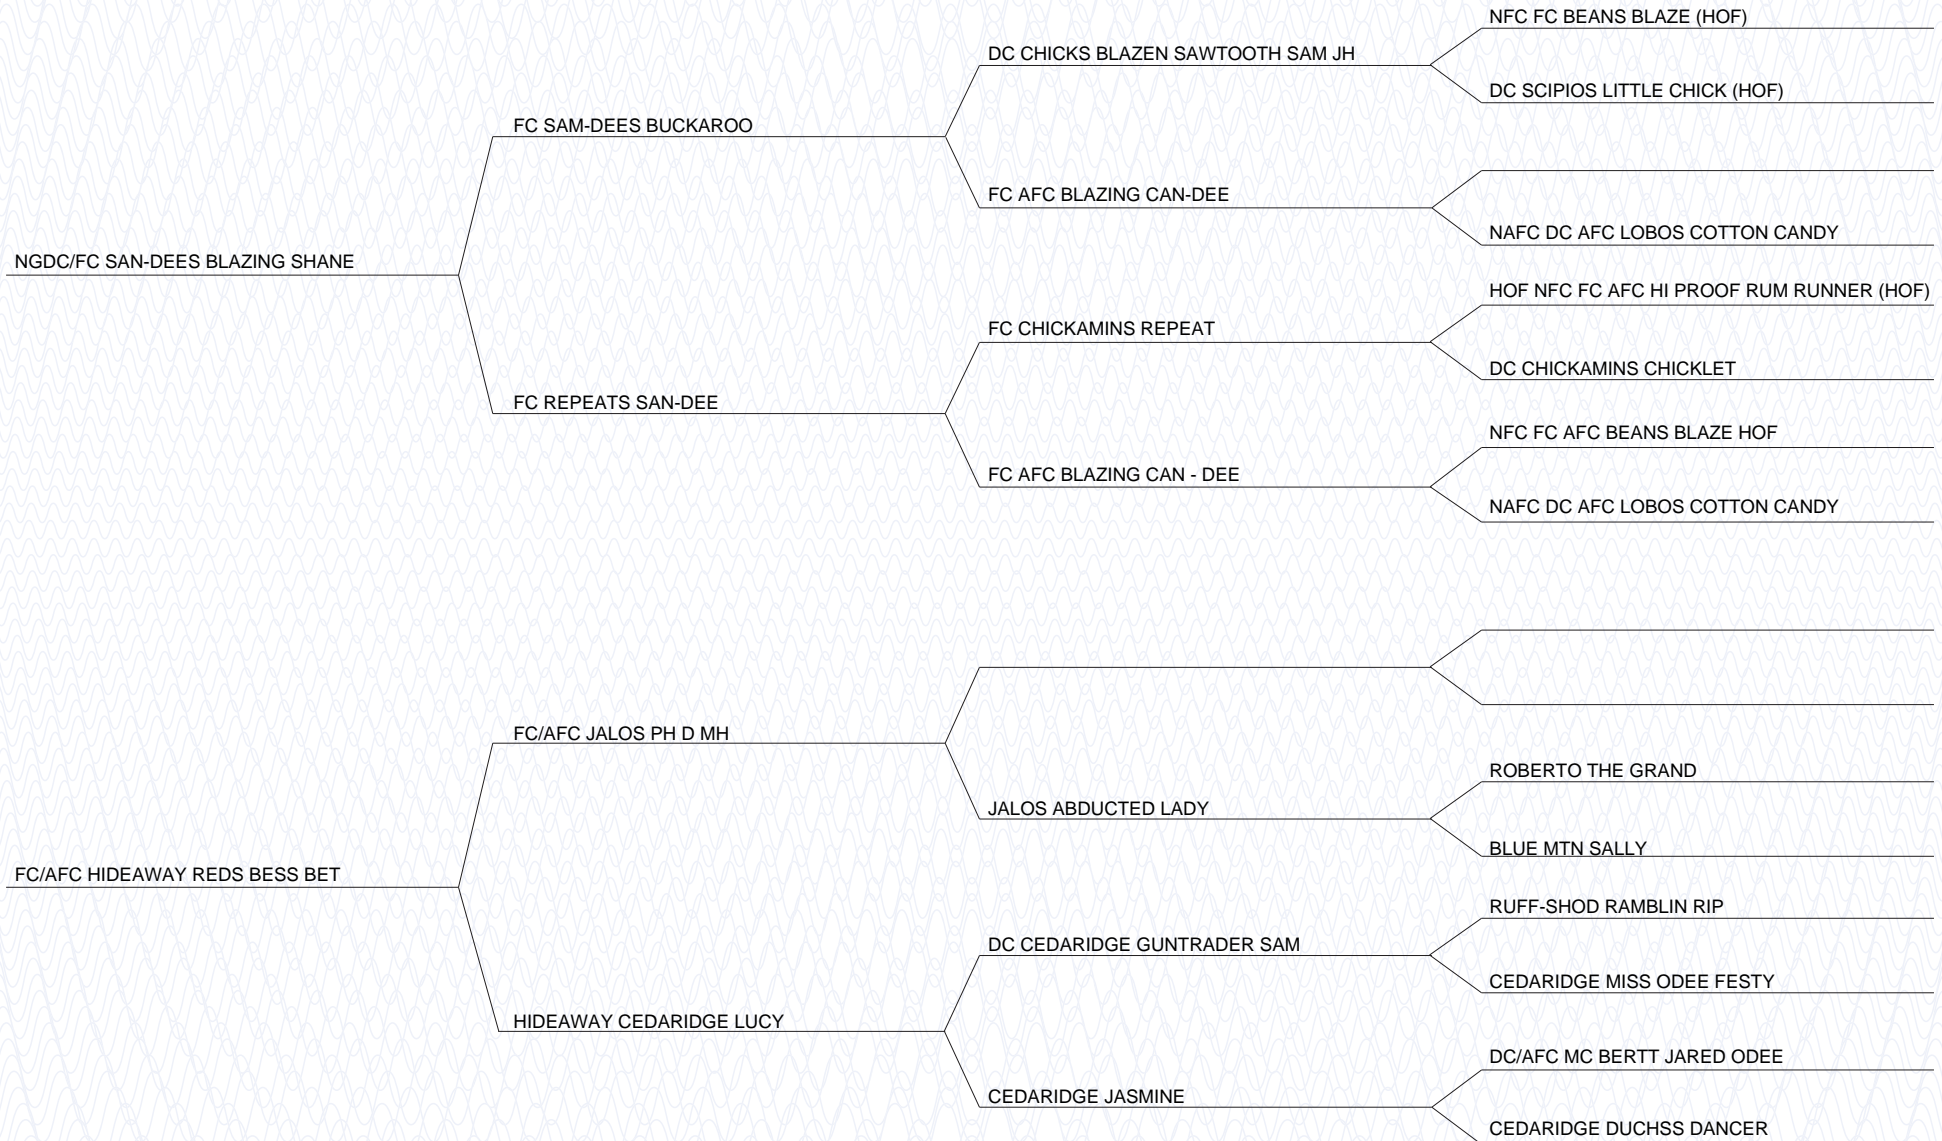 NFC FC BEANS BLAZE (HOF)
DC CHICKS BLAZEN SAWTOOTH SAM JH
DC SCIPIOS LITTLE CHICK (HOF)
FC SAM-DEES BUCKAROO
FC AFC BLAZING CAN-DEE
NAFC DC AFC LOBOS COTTON CANDY
NGDC/FC SAN-DEES BLAZING SHANE
HOF NFC FC AFC HI PROOF RUM RUNNER (HOF)
FC CHICKAMINS REPEAT
DC CHICKAMINS CHICKLET
FC REPEATS SAN-DEE
NFC FC AFC BEANS BLAZE HOF
FC AFC BLAZING CAN - DEE
NAFC DC AFC LOBOS COTTON CANDY
FC/AFC JALOS PH D MH
ROBERTO THE GRAND
JALOS ABDUCTED LADY
BLUE MTN SALLY
FC/AFC HIDEAWAY REDS BESS BET
RUFF-SHOD RAMBLIN RIP
DC CEDARIDGE GUNTRADER SAM
CEDARIDGE MISS ODEE FESTY
HIDEAWAY CEDARIDGE LUCY
DC/AFC MC BERTT JARED ODEE
CEDARIDGE JASMINE
CEDARIDGE DUCHSS DANCER